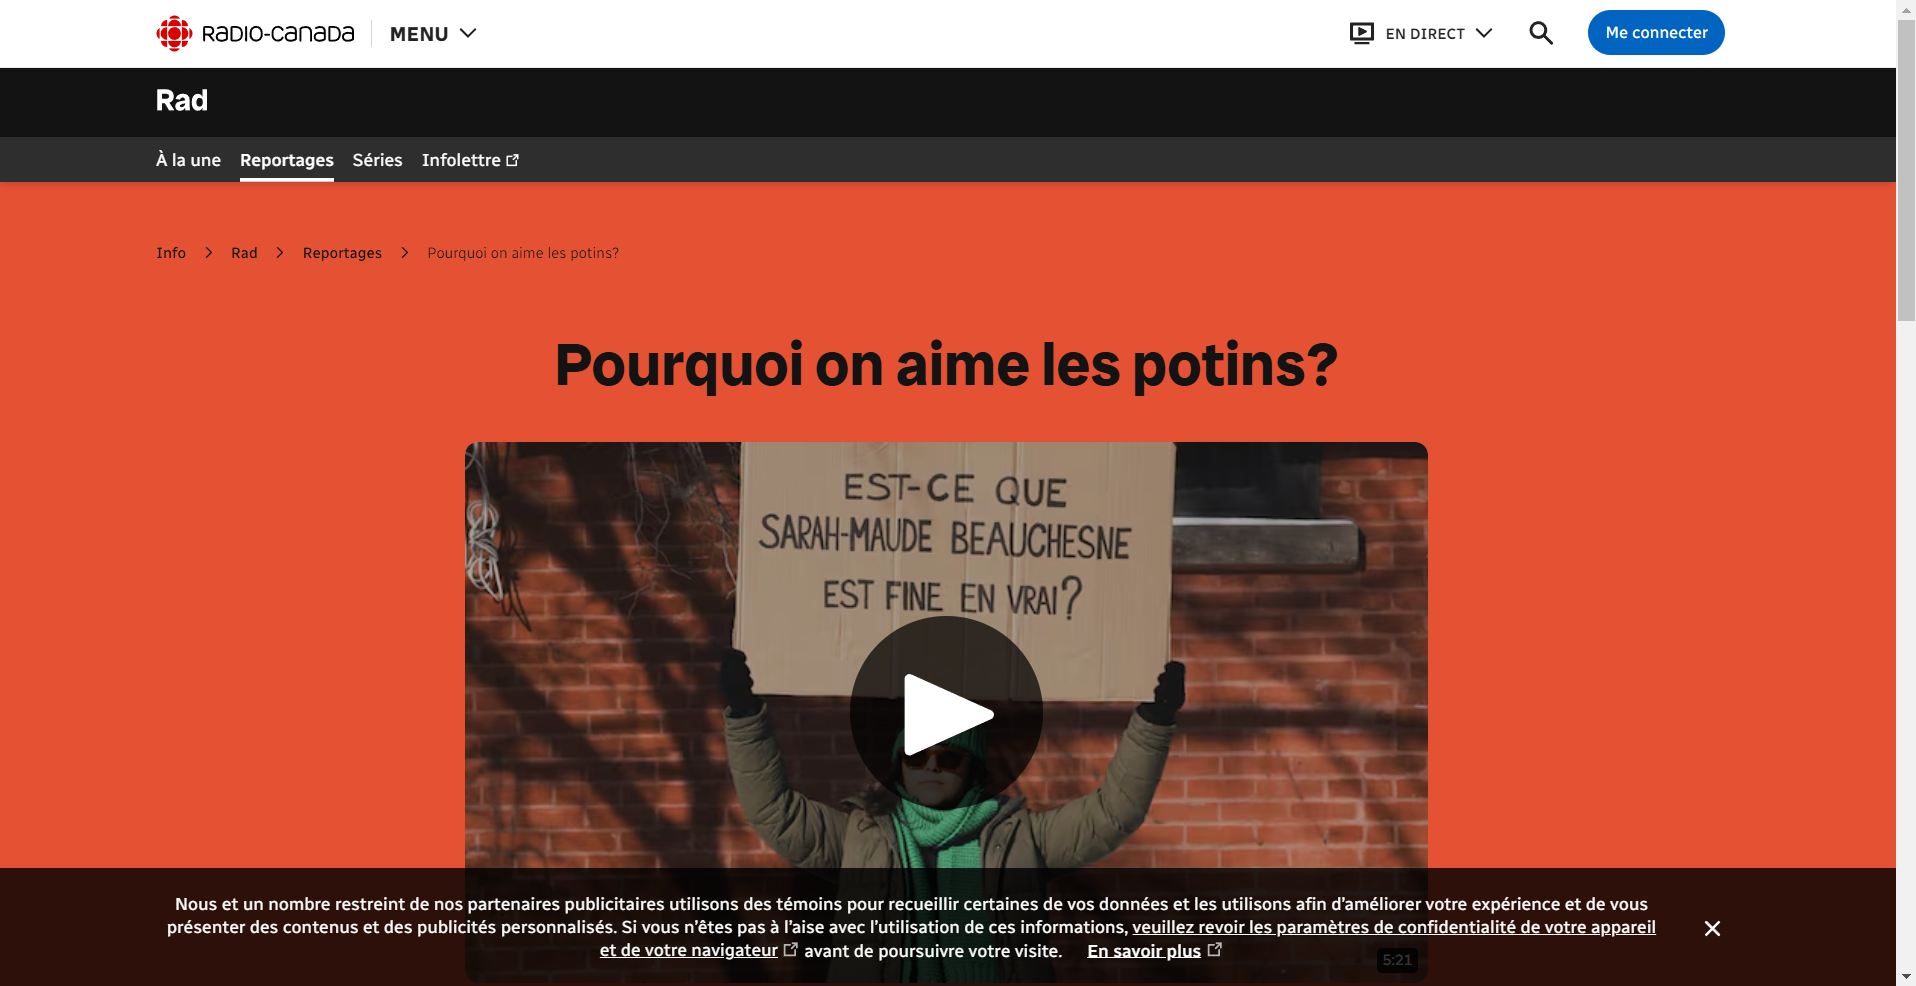 RADIO-CANADA
MENU
EN DIRECT
Me connecter
Rad
À la une
Reportages
Séries
Infolettre
Info
Rad
Reportages
Pourquoi on aime les potins?
Pourquoi on aime les potins?
EST-CE QUE
SARAH-MAUDE BEAUCHESNE
EST FINE EN VRAI?
Nous et un nombre restreint de nos partenaires publicitaires utilisons des témoins pour recueillir certaines de vos données et les utilisons afin d'améliorer votre expérience et de vous
présenter des contenus et des publicités personnalisés. Si vous n'êtes pas à l'aise avec l'utilisation de ces informations, veuillez revoir les paramètres de confidentialité de votre appareil
et de votre navigateur avant de poursuivre votre visite. En savoir plus
5:21